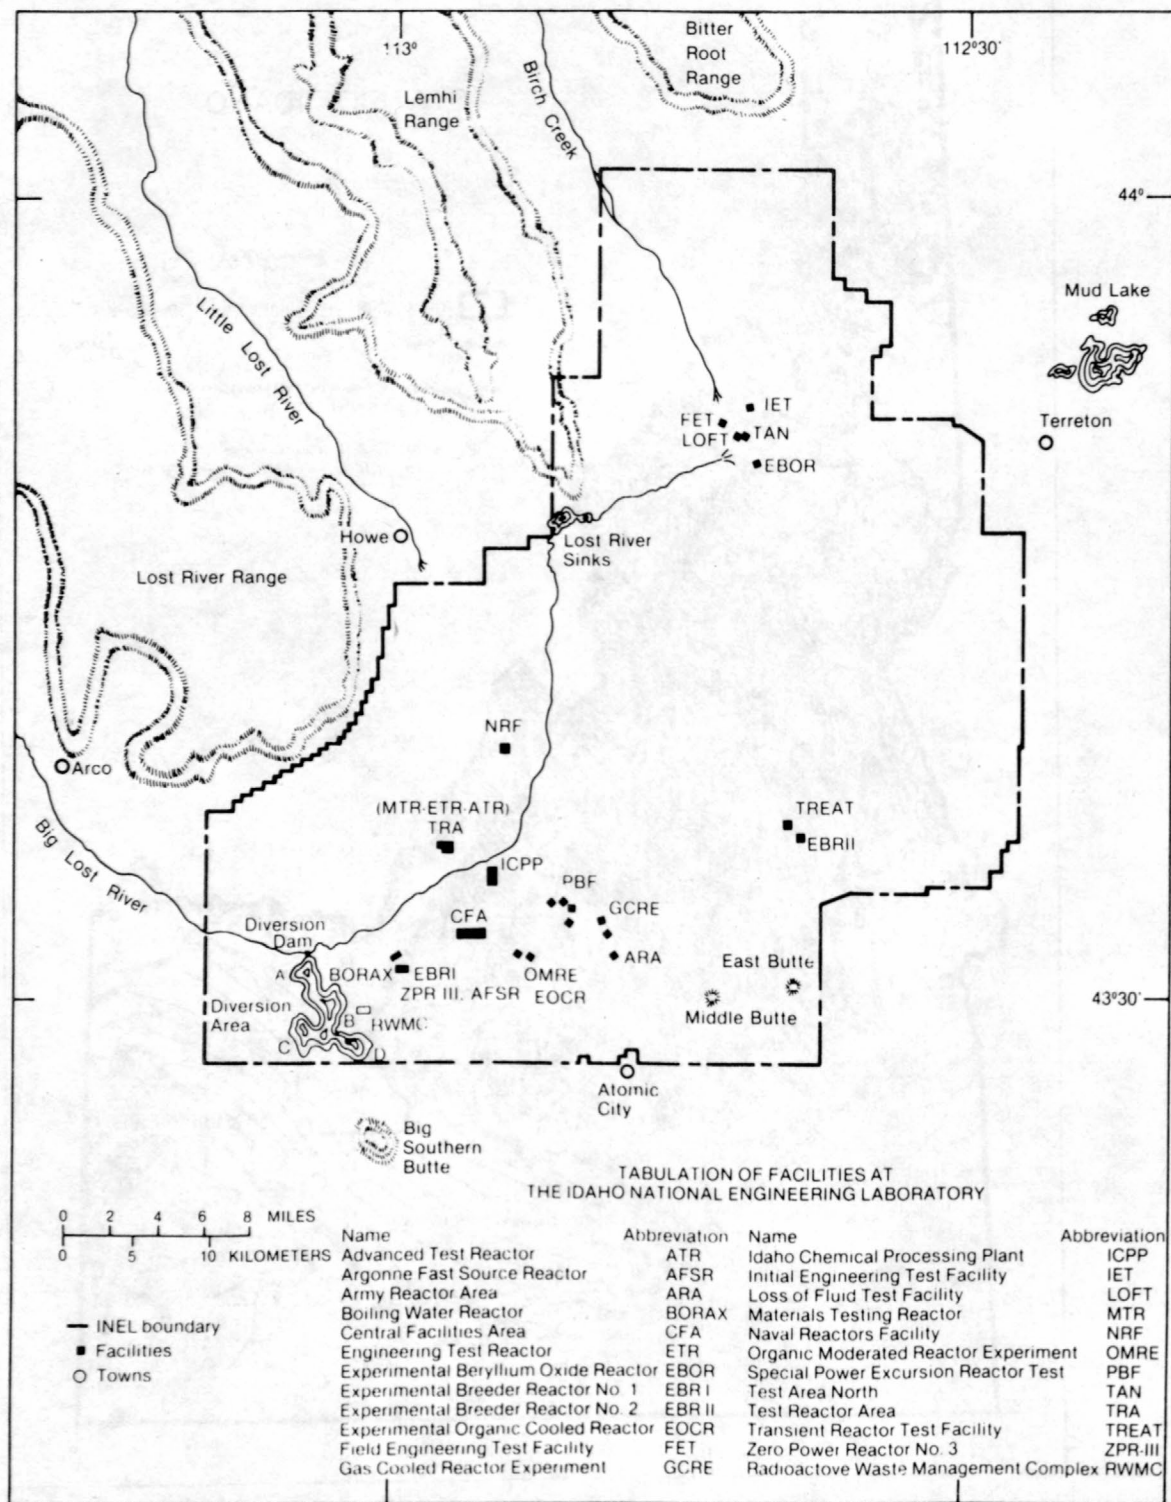 113°
112°30'
Bitter
Root
Range
Birch Creek
Lemhi
Range
44°
Mud Lake
Little Lost River
IET
FET
LOFT
TAN
Terreton
EBOR
Howe
Lost River
Sinks
Lost River Range
NRF
Arco
(MTR-ETR-ATR)
TRA
TREAT
EBRII
Big Lost River
ICPP
PBF
GCRE
CFA
Diversion
Dam
A
BORAX
EBRI
ZPR III, AFSR
OMRE
EOCR
ARA
East Butte
Diversion
Area
B
RWMC
Middle Butte
43°30'
C
D
Atomic
City
Big
Southern
Butte
TABULATION OF FACILITIES AT
THE IDAHO NATIONAL ENGINEERING LABORATORY
0 2 4 6 8 MILES
0 5 10 KILOMETERS
INEL boundary
Facilities
Towns
Name Abbreviation Name Abbreviation
Advanced Test Reactor ATR Idaho Chemical Processing Plant ICPP
Argonne Fast Source Reactor AFSR Initial Engineering Test Facility IET
Army Reactor Area ARA Loss of Fluid Test Facility LOFT
Boiling Water Reactor BORAX Materials Testing Reactor MTR
Central Facilities Area CFA Naval Reactors Facility NRF
Engineering Test Reactor ETR Organic Moderated Reactor Experiment OMRE
Experimental Beryllium Oxide Reactor EBOR Special Power Excursion Reactor Test PBF
Experimental Breeder Reactor No. 1 EBR I Test Area North TAN
Experimental Breeder Reactor No. 2 EBR II Test Reactor Area TRA
Experimental Organic Cooled Reactor EOCR Transient Reactor Test Facility TREAT
Field Engineering Test Facility FET Zero Power Reactor No. 3 ZPR-III
Gas Cooled Reactor Experiment GCRE Radioactove Waste Management Complex RWMC